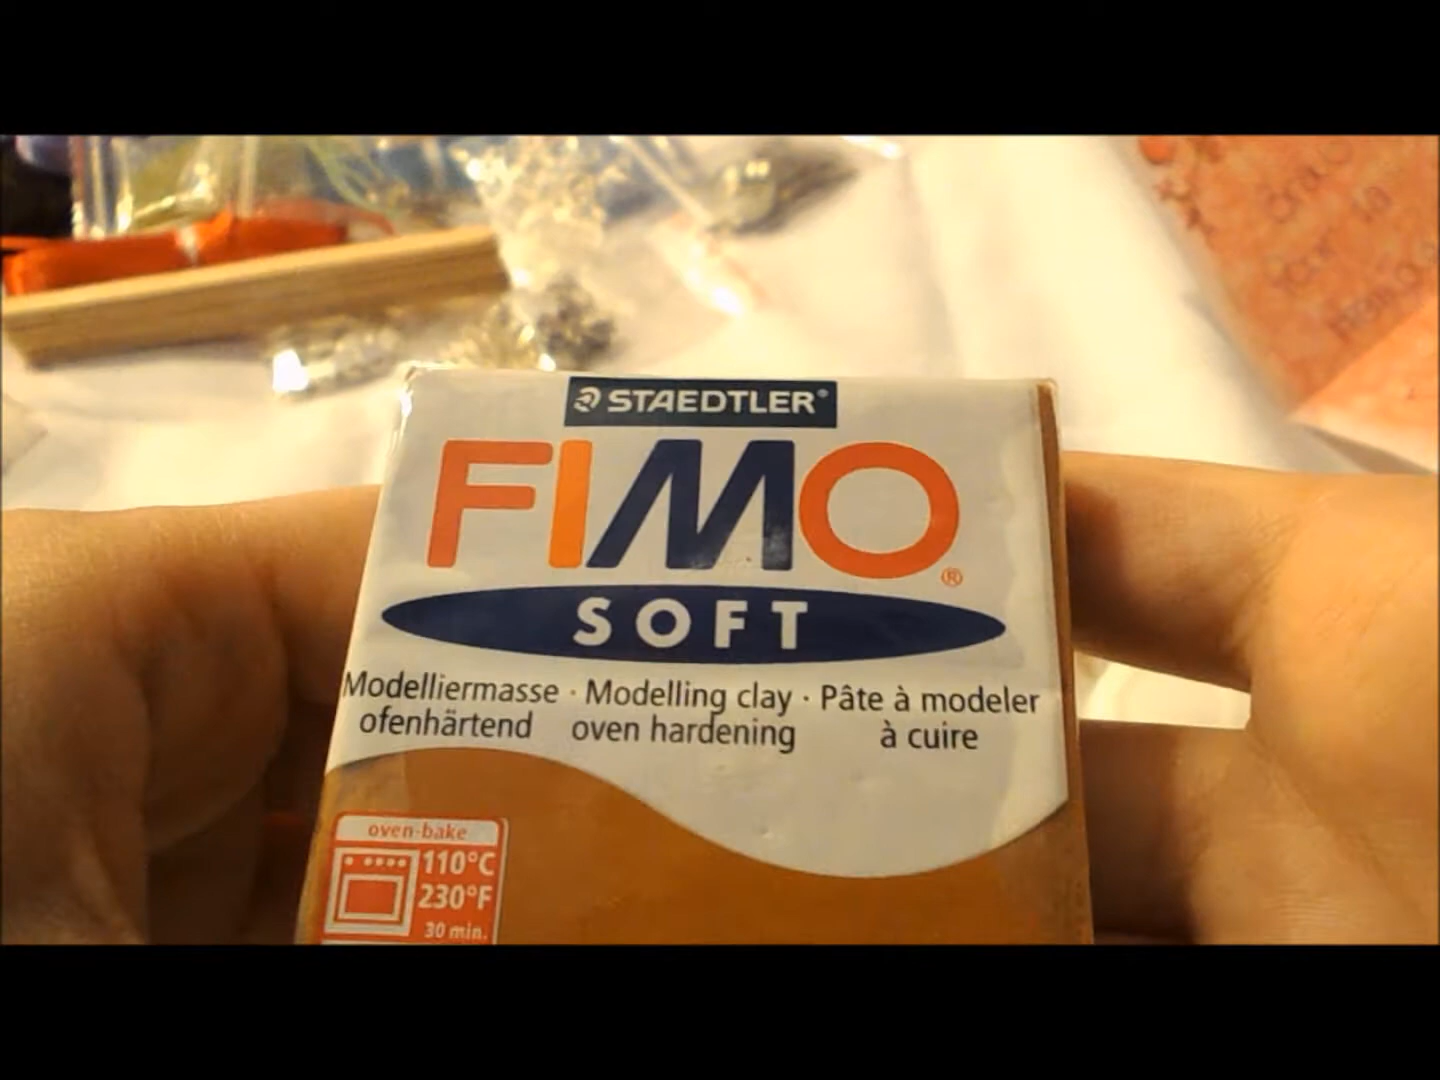 STAEDTLER®
FIMO®
SOFT
Modelliermasse · Modelling clay · Pâte à modeler
ofenhärtend oven hardening à cuire
oven-bake
110°C
230°F
30 min.